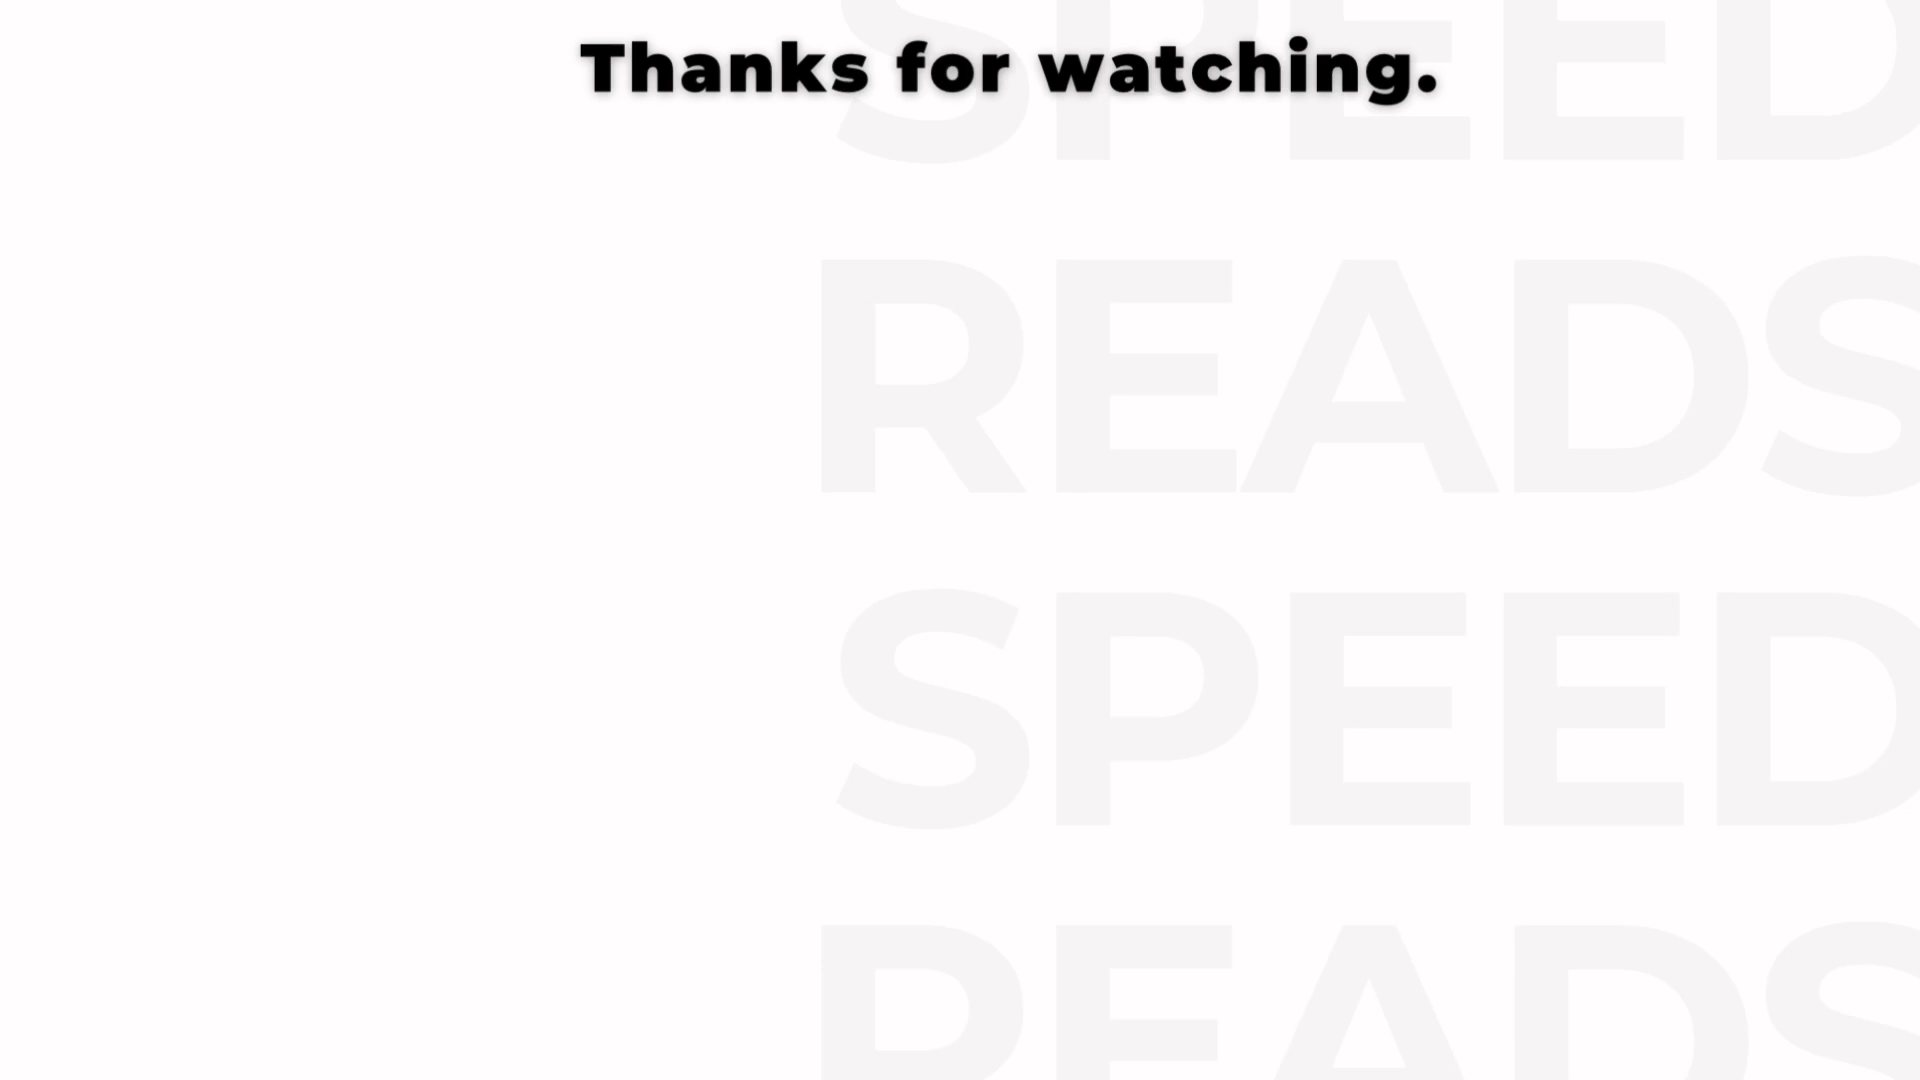 Thanks for watching.
SPEED
READS
SPEED
READS